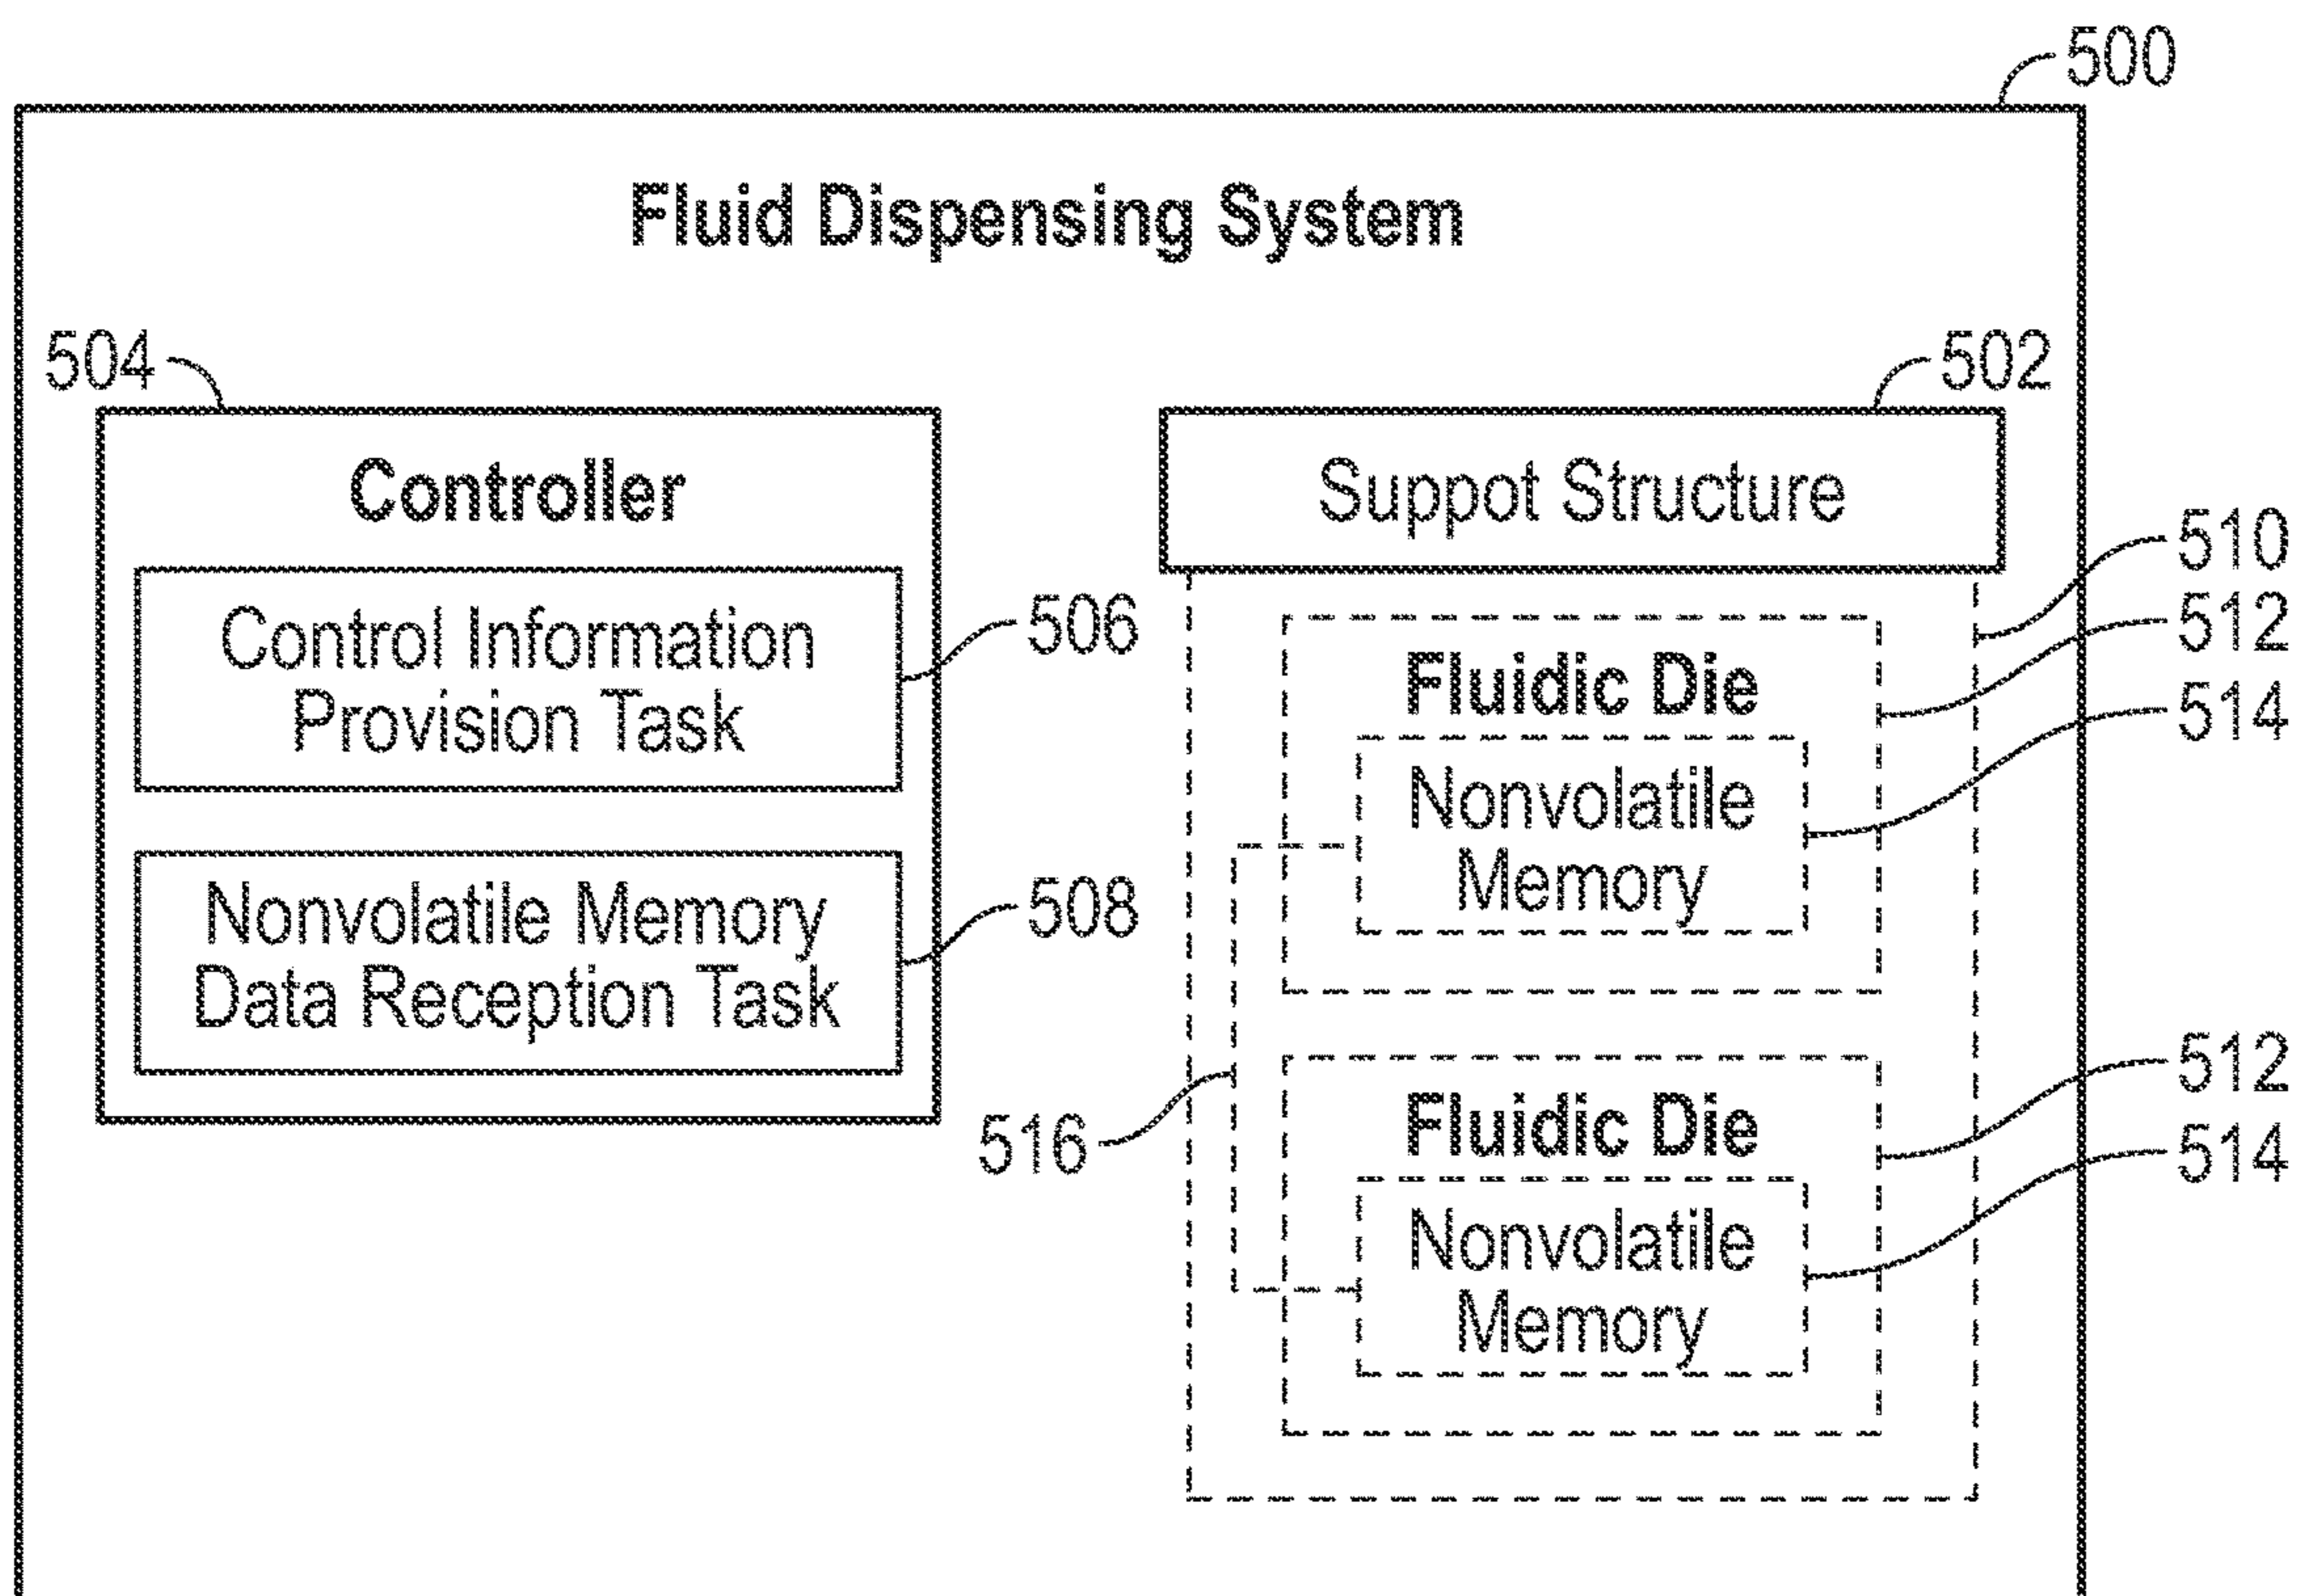 500
Fluid Dispensing System
504
502
Controller
Suppot Structure
510
Control Information
Provision Task
506
512
Fluidic Die
514
Nonvolatile
Memory
Nonvolatile Memory
Data Reception Task
508
512
516
Fluidic Die
514
Nonvolatile
Memory